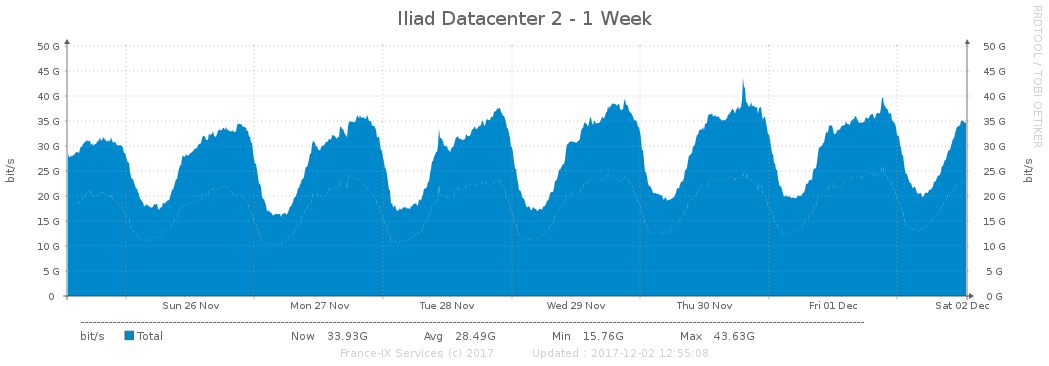 Iliad Datacenter 2 - 1 Week
RRDTOOL / TOBI OETIKER
bit/s
50 G
45 G
40 G
35 G
30 G
25 G
20 G
15 G
10 G
5 G
0
50 G
45 G
40 G
35 G
30 G
25 G
20 G
15 G
10 G
5 G
0 G
bit/s
Sun 26 Nov Mon 27 Nov Tue 28 Nov Wed 29 Nov Thu 30 Nov Fri 01 Dec Sat 02 Dec
bit/s Total Now 33.93G Avg 28.49G Min 15.76G Max 43.63G
France-IX Services (c) 2017 Updated : 2017-12-02 12:55:08